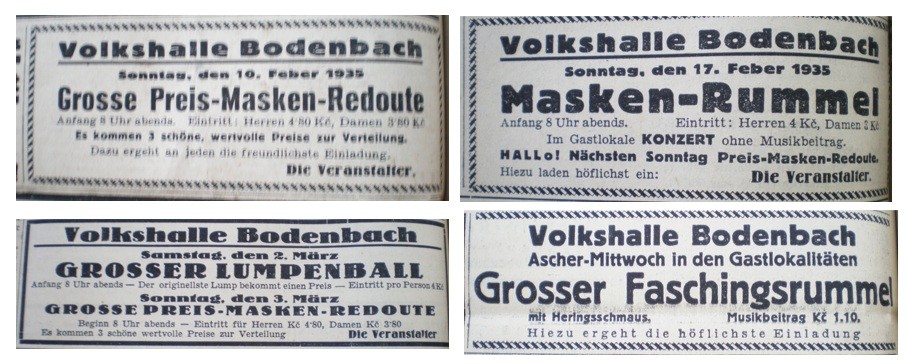 Volkshalle Bodenbach
Sonntag, den 10. Feber 1935
Grosse Preis-Masken-Redoute
Anfang 8 Uhr abends. Eintritt: Herren 4·80 Kč, Damen 3·80 Kč
Es kommen 3 schöne, wertvolle Preise zur Verteilung.
Dazu ergeht an jeden die freundlichste Einladung.
Die Veranstalter.
Volkshalle Bodenbach
Sonntag, den 17. Feber 1935
Masken-Rummel
Anfang 8 Uhr abends. Eintritt: Herren 4 Kč, Damen 3 Kč
Im Gastlokale KONZERT ohne Musikbeitrag.
HALLo! Nächsten Sonntag Preis-Masken-Redoute.
Hiezu laden höflichst ein: Die Veranstalter.
Volkshalle Bodenbach
Samstag, den 2. März
GROSSER LUMPENBALL
Anfang 8 Uhr abends — Der originellste Lump bekommt einen Preis — Eintritt pro Person 4 Kč
Sonntag, den 3. März
GROSSE PREIS-MASKEN-REDOUTE
Beginn 8 Uhr abends — Eintritt für Herren Kč 4·80, Damen Kč 3·80
Es kommen 3 schöne wertvolle Preise zur Verteilung Die Veranstalter
Volkshalle Bodenbach
Ascher-Mittwoch in den Gastlokalitäten
Grosser Faschingsrummel
mit Heringsschmaus, Musikbeitrag Kč 1.10,
Hiezu ergeht die höflichste Einladung